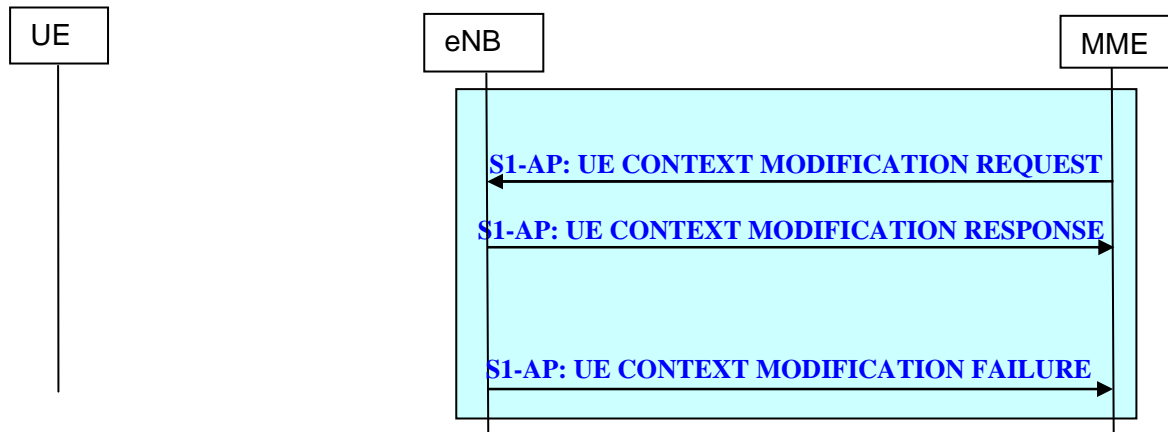 UE
eNB
MME
S1-AP: UE CONTEXT MODIFICATION REQUEST
S1-AP: UE CONTEXT MODIFICATION RESPONSE
S1-AP: UE CONTEXT MODIFICATION FAILURE